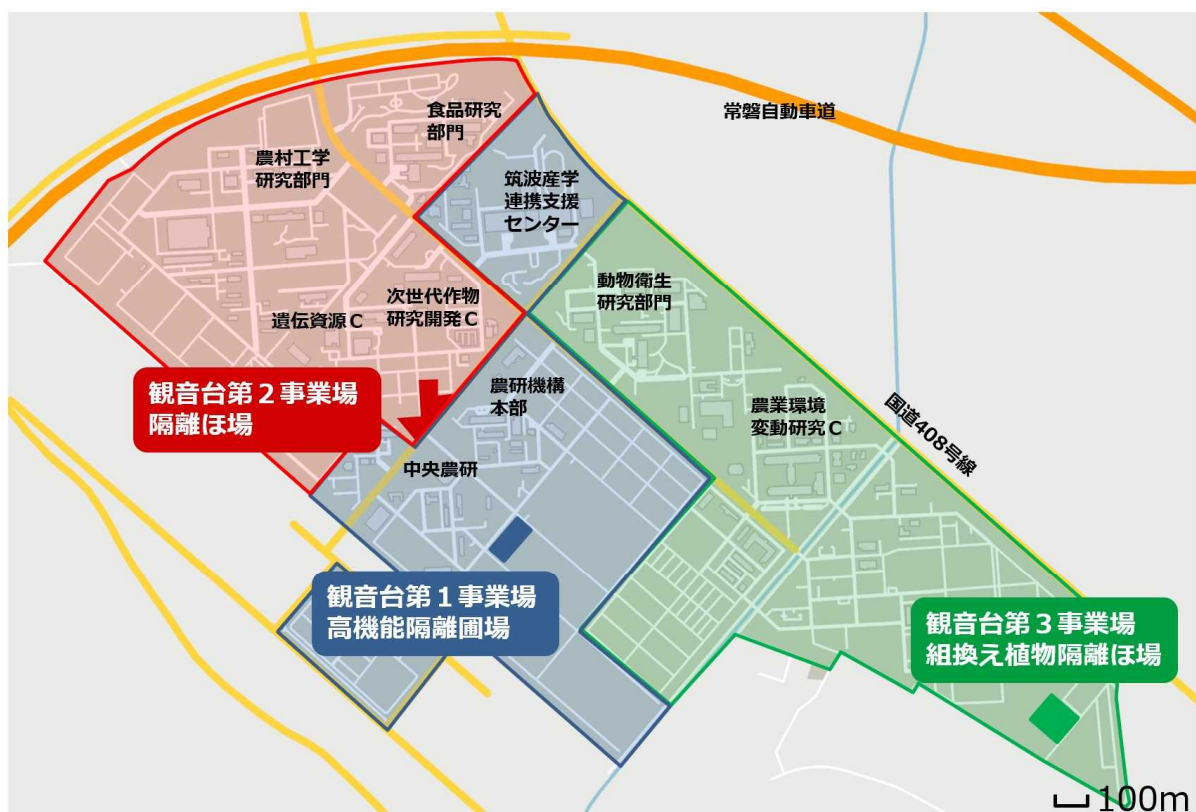 常磐自動車道
食品研究
部門
農村工学
研究部門
筑波産学
連携支援
センター
動物衛生
研究部門
次世代作物
研究開発C
遺伝資源C
観音台第２事業場
隔離ほ場
農研機構
本部
農業環境
変動研究C
国道408号線
中央農研
観音台第１事業場
高機能隔離圃場
観音台第３事業場
組換え植物隔離ほ場
100m